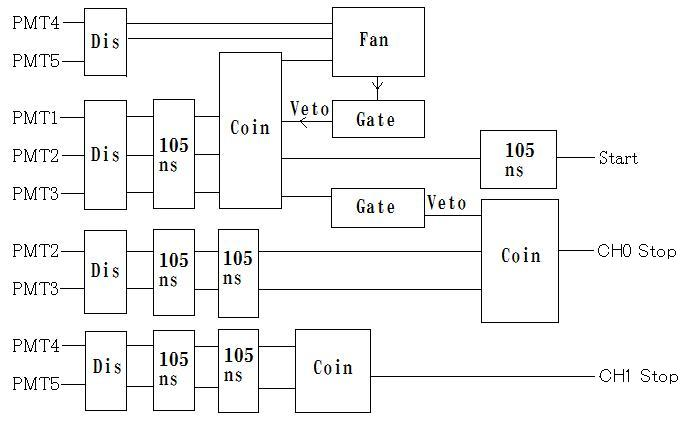 PMT4
Dis
Fan
PMT5
PMT1
Veto
Gate
Coin
105
ns
PMT2
Dis
105
ns
Start
PMT3
Gate
Veto
PMT2
Dis
105
ns
105
ns
Coin
CH0 Stop
PMT3
PMT4
Dis
105
ns
105
ns
Coin
CH1 Stop
PMT5